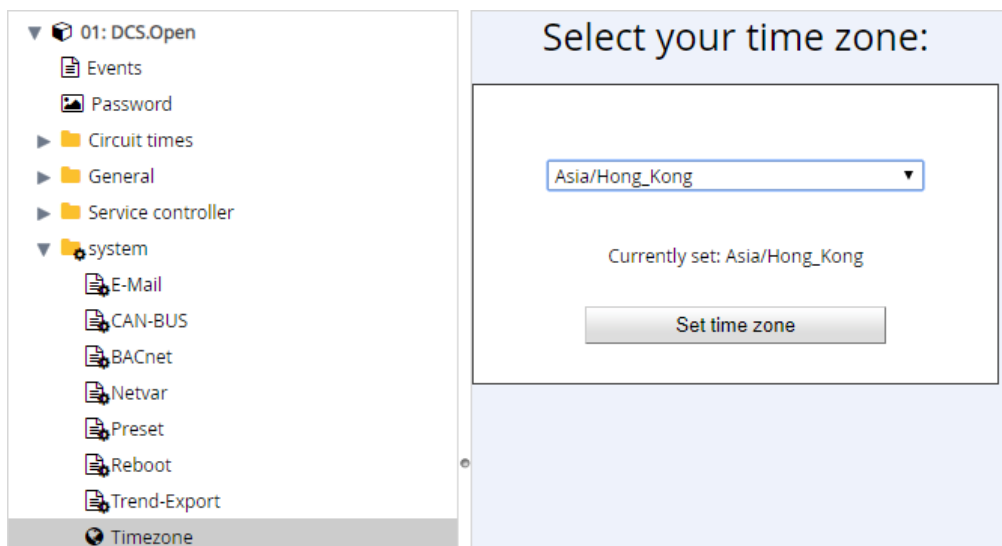 01: DCS.Open
Events
Password
Circuit times
General
Service controller
system
E-Mail
CAN-BUS
BACnet
Netvar
Preset
Reboot
Trend-Export
Timezone
Select your time zone:
Asia/Hong_Kong
Currently set: Asia/Hong_Kong
Set time zone